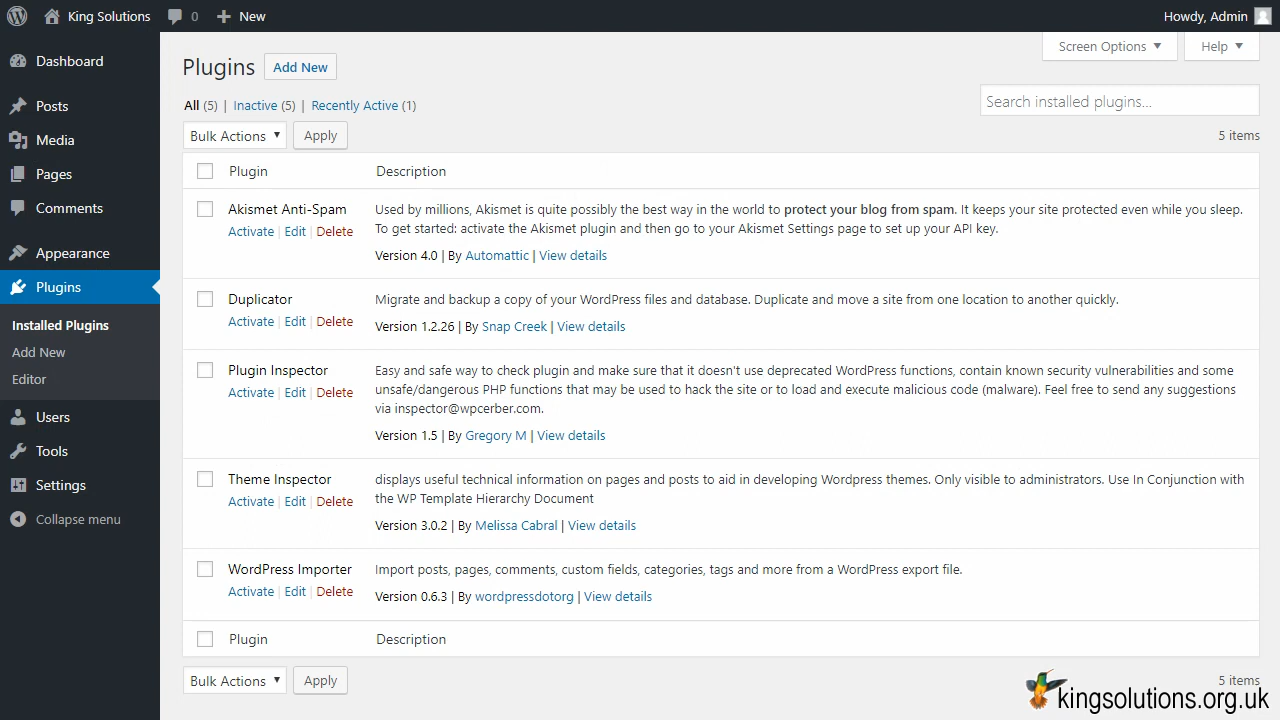 King Solutions 0 New Howdy, Admin
Dashboard
Posts
Media
Pages
Comments
Appearance
Plugins
Installed Plugins
Add New
Editor
Users
Tools
Settings
Collapse menu
Screen Options Help
Plugins Add New
All (5) | Inactive (5) | Recently Active (1)
Search installed plugins...
Bulk Actions Apply 5 items
Plugin Description
Akismet Anti-Spam
Activate | Edit | Delete
Used by millions, Akismet is quite possibly the best way in the world to protect your blog from spam. It keeps your site protected even while you sleep.
To get started: activate the Akismet plugin and then go to your Akismet Settings page to set up your API key.
Version 4.0 | By Automattic | View details
Duplicator
Activate | Edit | Delete
Migrate and backup a copy of your WordPress files and database. Duplicate and move a site from one location to another quickly.
Version 1.2.26 | By Snap Creek | View details
Plugin Inspector
Activate | Edit | Delete
Easy and safe way to check plugin and make sure that it doesn't use deprecated WordPress functions, contain known security vulnerabilities and some
unsafe/dangerous PHP functions that may be used to hack the site or to load and execute malicious code (malware). Feel free to send any suggestions
via inspector@wpcerber.com.
Version 1.5 | By Gregory M | View details
Theme Inspector
Activate | Edit | Delete
displays useful technical information on pages and posts to aid in developing Wordpress themes. Only visible to administrators. Use In Conjunction with
the WP Template Hierarchy Document
Version 3.0.2 | By Melissa Cabral | View details
WordPress Importer
Activate | Edit | Delete
Import posts, pages, comments, custom fields, categories, tags and more from a WordPress export file.
Version 0.6.3 | By wordpressdotorg | View details
Plugin Description
Bulk Actions Apply 5 items
kingsolutions.org.uk